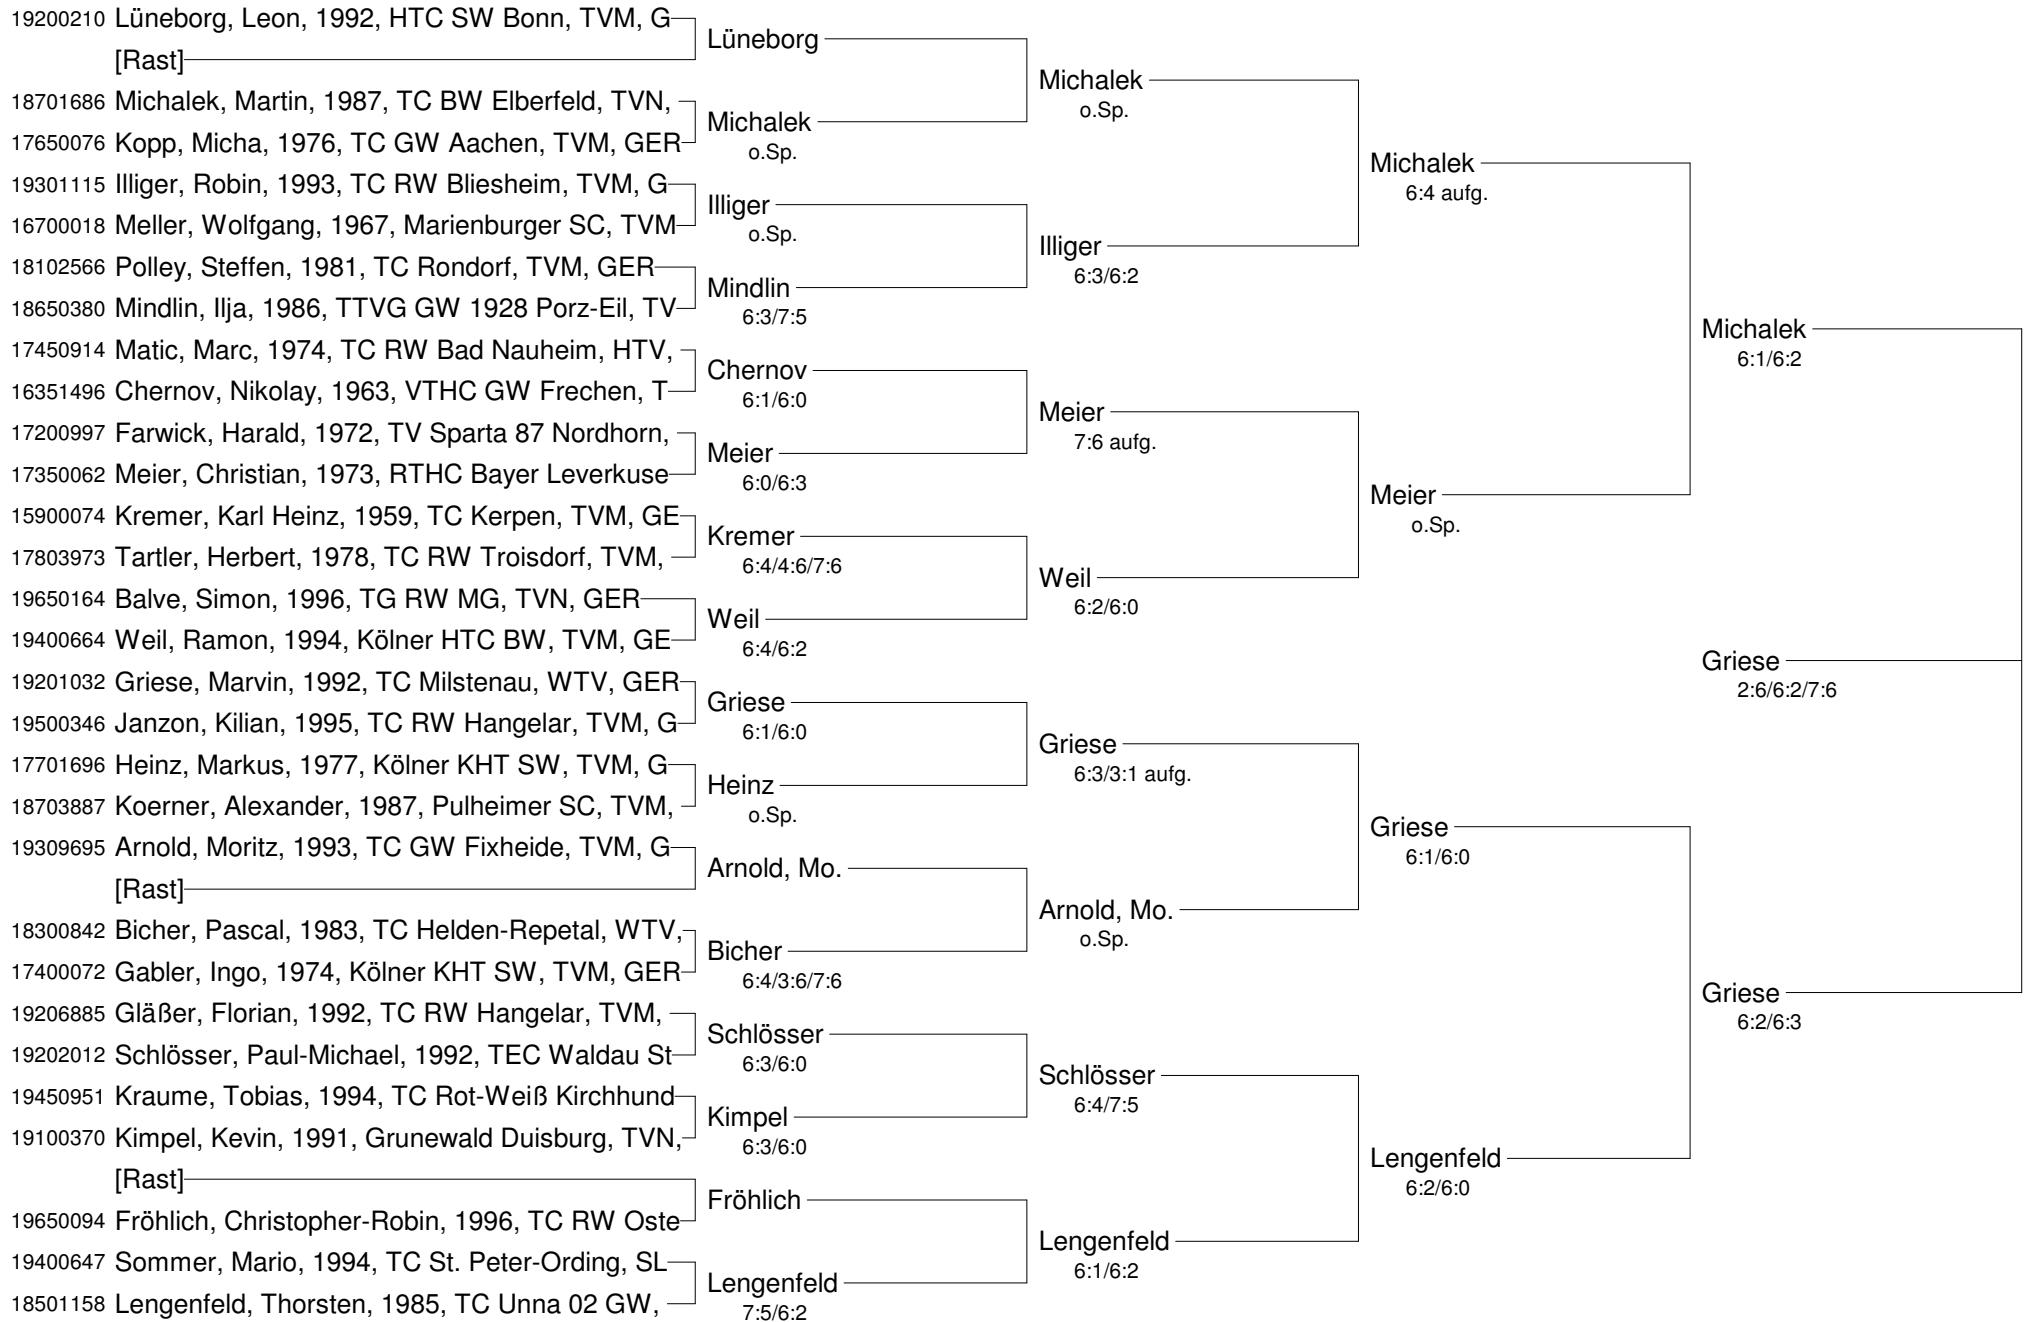 19200210 Lüneborg, Leon, 1992, HTC SW Bonn, TVM, G
[Rast]
18701686 Michalek, Martin, 1987, TC BW Elberfeld, TVN,
17650076 Kopp, Micha, 1976, TC GW Aachen, TVM, GER
19301115 Illiger, Robin, 1993, TC RW Bliesheim, TVM, G
16700018 Meller, Wolfgang, 1967, Marienburger SC, TVM
18102566 Polley, Steffen, 1981, TC Rondorf, TVM, GER
18650380 Mindlin, Ilja, 1986, TTVG GW 1928 Porz-Eil, TV
17450914 Matic, Marc, 1974, TC RW Bad Nauheim, HTV,
16351496 Chernov, Nikolay, 1963, VTHC GW Frechen, T
17200997 Farwick, Harald, 1972, TV Sparta 87 Nordhorn,
17350062 Meier, Christian, 1973, RTHC Bayer Leverkuse
15900074 Kremer, Karl Heinz, 1959, TC Kerpen, TVM, GE
17803973 Tartler, Herbert, 1978, TC RW Troisdorf, TVM,
19650164 Balve, Simon, 1996, TG RW MG, TVN, GER
19400664 Weil, Ramon, 1994, Kölner HTC BW, TVM, GE
19201032 Griese, Marvin, 1992, TC Milstenau, WTV, GER
19500346 Janzon, Kilian, 1995, TC RW Hangelar, TVM, G
17701696 Heinz, Markus, 1977, Kölner KHT SW, TVM, G
18703887 Koerner, Alexander, 1987, Pulheimer SC, TVM,
19309695 Arnold, Moritz, 1993, TC GW Fixheide, TVM, G
[Rast]
18300842 Bicher, Pascal, 1983, TC Helden-Repetal, WTV,
17400072 Gabler, Ingo, 1974, Kölner KHT SW, TVM, GER
19206885 Gläßer, Florian, 1992, TC RW Hangelar, TVM,
19202012 Schlösser, Paul-Michael, 1992, TEC Waldau St
19450951 Kraume, Tobias, 1994, TC Rot-Weiß Kirchhund
19100370 Kimpel, Kevin, 1991, Grunewald Duisburg, TVN,
[Rast]
19650094 Fröhlich, Christopher-Robin, 1996, TC RW Oste
19400647 Sommer, Mario, 1994, TC St. Peter-Ording, SL
18501158 Lengenfeld, Thorsten, 1985, TC Unna 02 GW,
Lüneborg
Michalek
o.Sp.
Illiger
o.Sp.
Mindlin
6:3/7:5
Chernov
6:1/6:0
Meier
6:0/6:3
Kremer
6:4/4:6/7:6
Weil
6:4/6:2
Griese
6:1/6:0
Heinz
o.Sp.
Arnold, Mo.
Bicher
6:4/3:6/7:6
Schlösser
6:3/6:0
Kimpel
6:3/6:0
Fröhlich
Lengenfeld
7:5/6:2
Michalek
o.Sp.
Illiger
6:3/6:2
Meier
7:6 aufg.
Weil
6:2/6:0
Griese
6:3/3:1 aufg.
Arnold, Mo.
o.Sp.
Schlösser
6:4/7:5
Lengenfeld
6:1/6:2
Michalek
6:4 aufg.
Meier
o.Sp.
Griese
6:1/6:0
Lengenfeld
6:2/6:0
Michalek
6:1/6:2
Griese
2:6/6:2/7:6
Griese
6:2/6:3